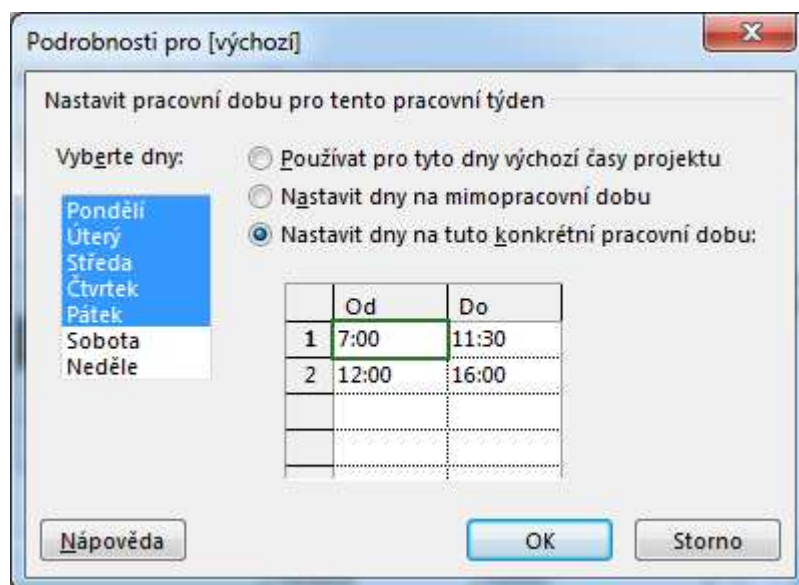 Podrobnosti pro [výchozí]
Nastavit pracovní dobu pro tento pracovní týden
Vyberte dny:
Pondělí
Úterý
Středa
Čtvrtek
Pátek
Sobota
Neděle
Používat pro tyto dny výchozí časy projektu
Nastavit dny na mimopracovní dobu
Nastavit dny na tuto konkrétní pracovní dobu:
Od Do
1 7:00 11:30
2 12:00 16:00
Nápověda OK Storno